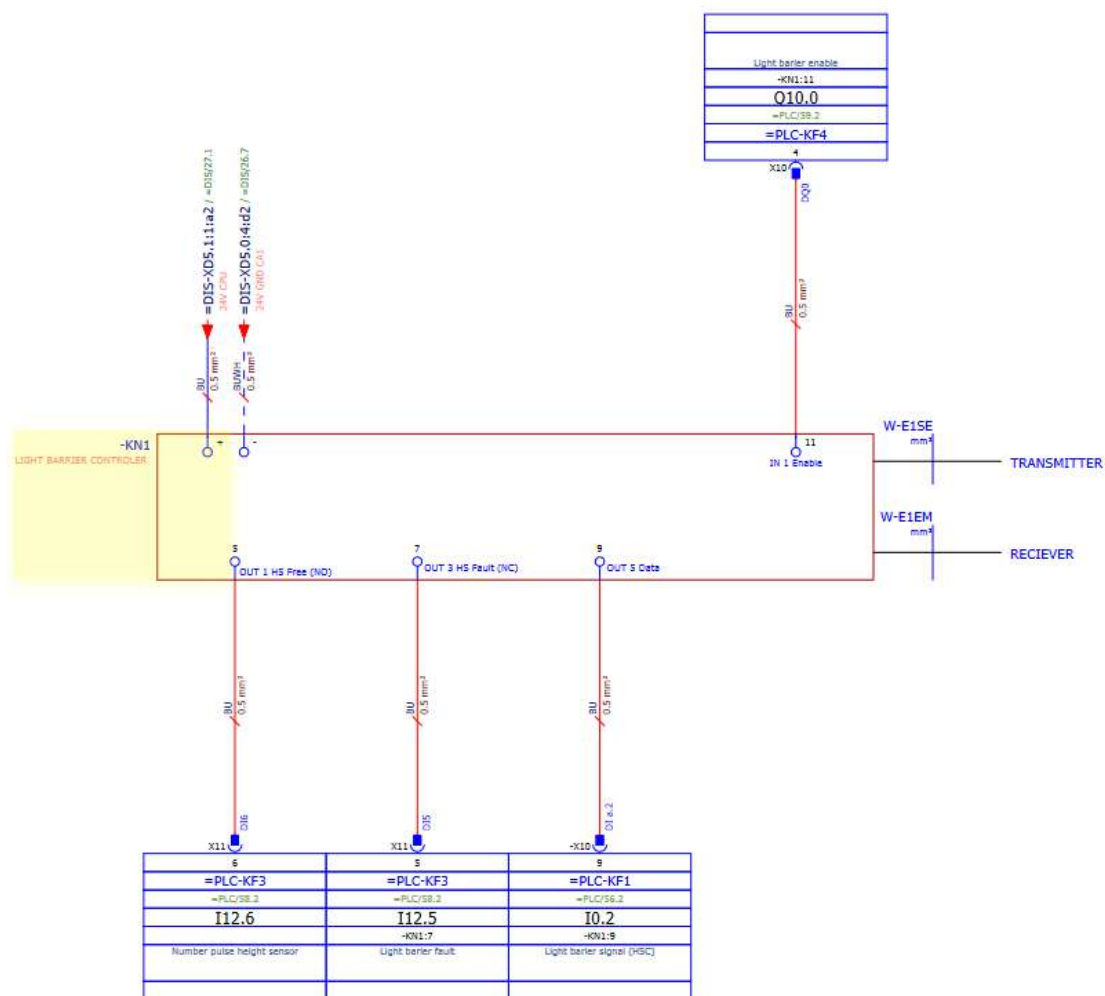 Light barier enable
-KN1:11
Q10.0
=PLC/59.2
=PLC-KF4
4
X10
DQ9
BU
0.5 mm²
=DIS-XD5.1:1:a2 / =DIS/27.1
24V CPU
=DIS-XD5.0:4:d2 / =DIS/26.7
24V GND CA1
BU
0.5 mm²
BUWH
0.5 mm²
-KN1
LIGHT BARRIER CONTROLER
+
-
11
IN 1 Enable
W-E1SE
mm²
TRANSMITTER
W-E1EM
mm²
RECIEVER
5
OUT 1 HS Free (NO)
7
OUT 3 HS Fault (NC)
9
OUT 5 Data
BU
0.5 mm²
BU
0.5 mm²
BU
0.5 mm²
DI6
DI5
DI a.2
X11
X11
-X10
6
5
9
=PLC-KF3
=PLC-KF3
=PLC-KF1
=PLC/58.2
=PLC/58.2
=PLC/56.2
I12.6
I12.5
I0.2
-KN1:7
-KN1:9
Number pulse height sensor
Light barier fault
Light barier signal (HSC)